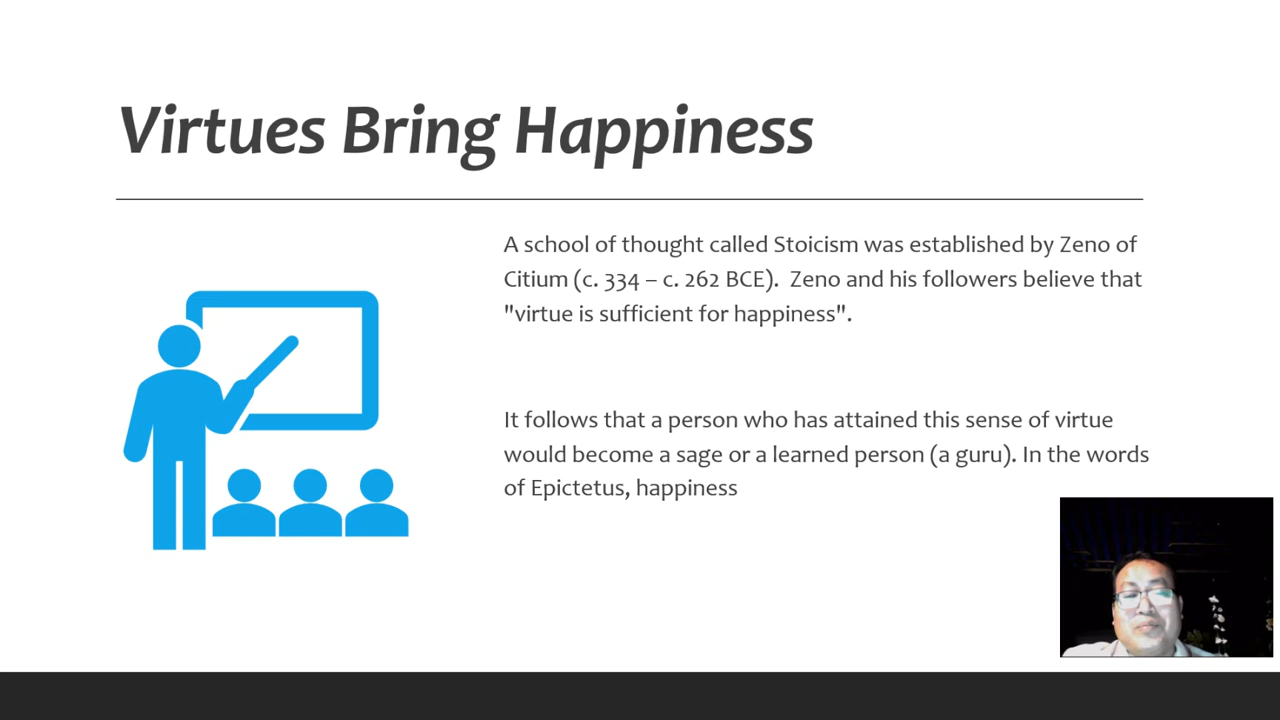 Virtues Bring Happiness
A school of thought called Stoicism was established by Zeno of
Citium (c. 334 – c. 262 BCE).  Zeno and his followers believe that
"virtue is sufficient for happiness".
It follows that a person who has attained this sense of virtue
would become a sage or a learned person (a guru). In the words
of Epictetus, happiness